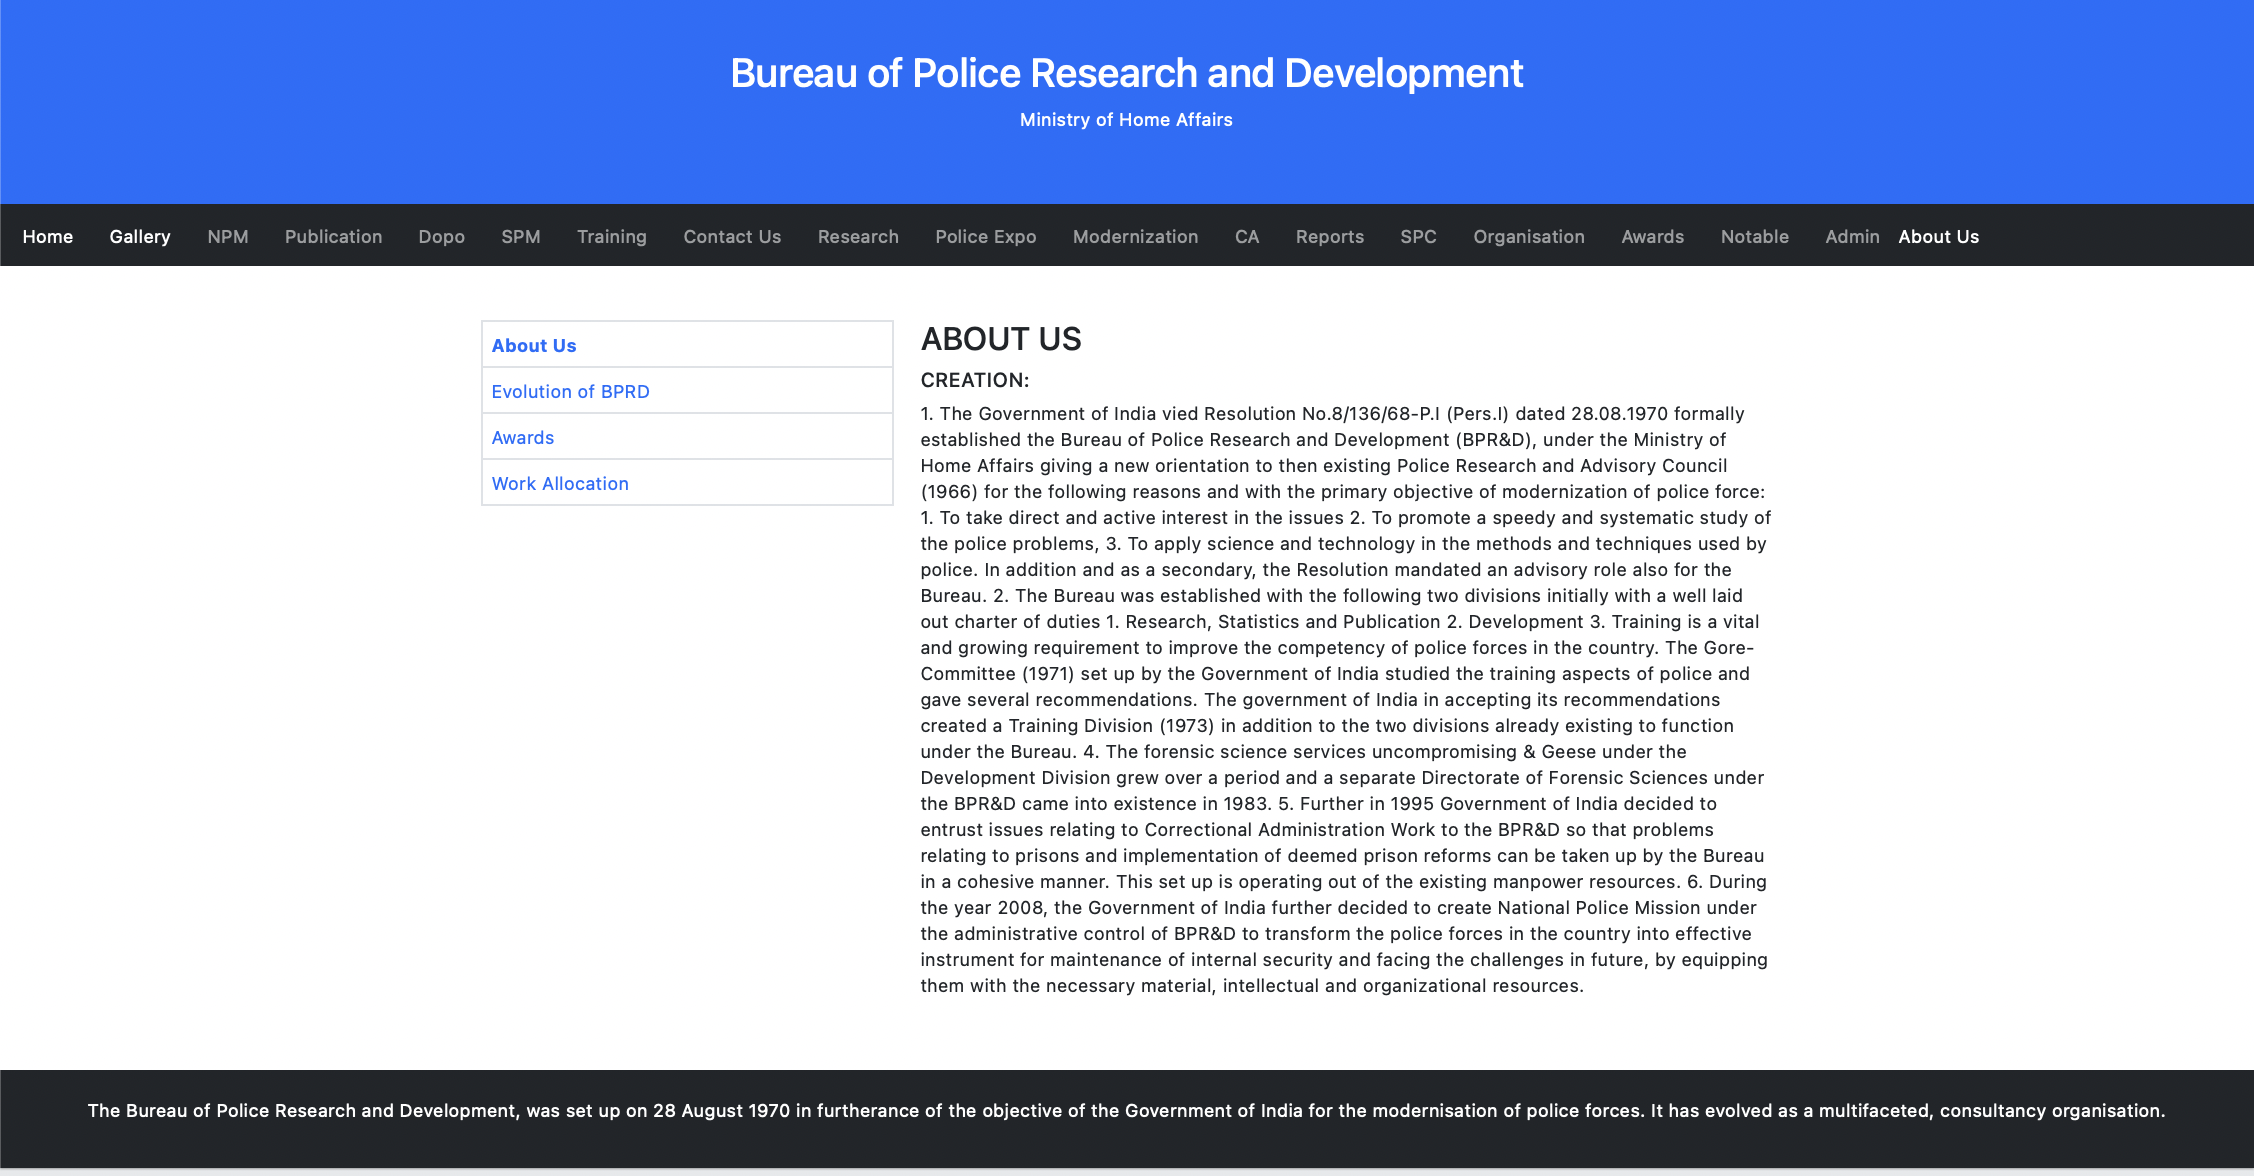 Bureau of Police Research and Development
Ministry of Home Affairs
Home Gallery NPM Publication Dopo SPM Training Contact Us Research Police Expo Modernization CA Reports SPC Organisation Awards Notable Admin About Us
About Us
Evolution of BPRD
Awards
Work Allocation
ABOUT US
CREATION:
1. The Government of India vied Resolution No.8/136/68-P.I (Pers.I) dated 28.08.1970 formally
established the Bureau of Police Research and Development (BPR&D), under the Ministry of
Home Affairs giving a new orientation to then existing Police Research and Advisory Council
(1966) for the following reasons and with the primary objective of modernization of police force:
1. To take direct and active interest in the issues 2. To promote a speedy and systematic study of
the police problems, 3. To apply science and technology in the methods and techniques used by
police. In addition and as a secondary, the Resolution mandated an advisory role also for the
Bureau. 2. The Bureau was established with the following two divisions initially with a well laid
out charter of duties 1. Research, Statistics and Publication 2. Development 3. Training is a vital
and growing requirement to improve the competency of police forces in the country. The Gore-
Committee (1971) set up by the Government of India studied the training aspects of police and
gave several recommendations. The government of India in accepting its recommendations
created a Training Division (1973) in addition to the two divisions already existing to function
under the Bureau. 4. The forensic science services uncompromising & Geese under the
Development Division grew over a period and a separate Directorate of Forensic Sciences under
the BPR&D came into existence in 1983. 5. Further in 1995 Government of India decided to
entrust issues relating to Correctional Administration Work to the BPR&D so that problems
relating to prisons and implementation of deemed prison reforms can be taken up by the Bureau
in a cohesive manner. This set up is operating out of the existing manpower resources. 6. During
the year 2008, the Government of India further decided to create National Police Mission under
the administrative control of BPR&D to transform the police forces in the country into effective
instrument for maintenance of internal security and facing the challenges in future, by equipping
them with the necessary material, intellectual and organizational resources.
The Bureau of Police Research and Development, was set up on 28 August 1970 in furtherance of the objective of the Government of India for the modernisation of police forces. It has evolved as a multifaceted, consultancy organisation.